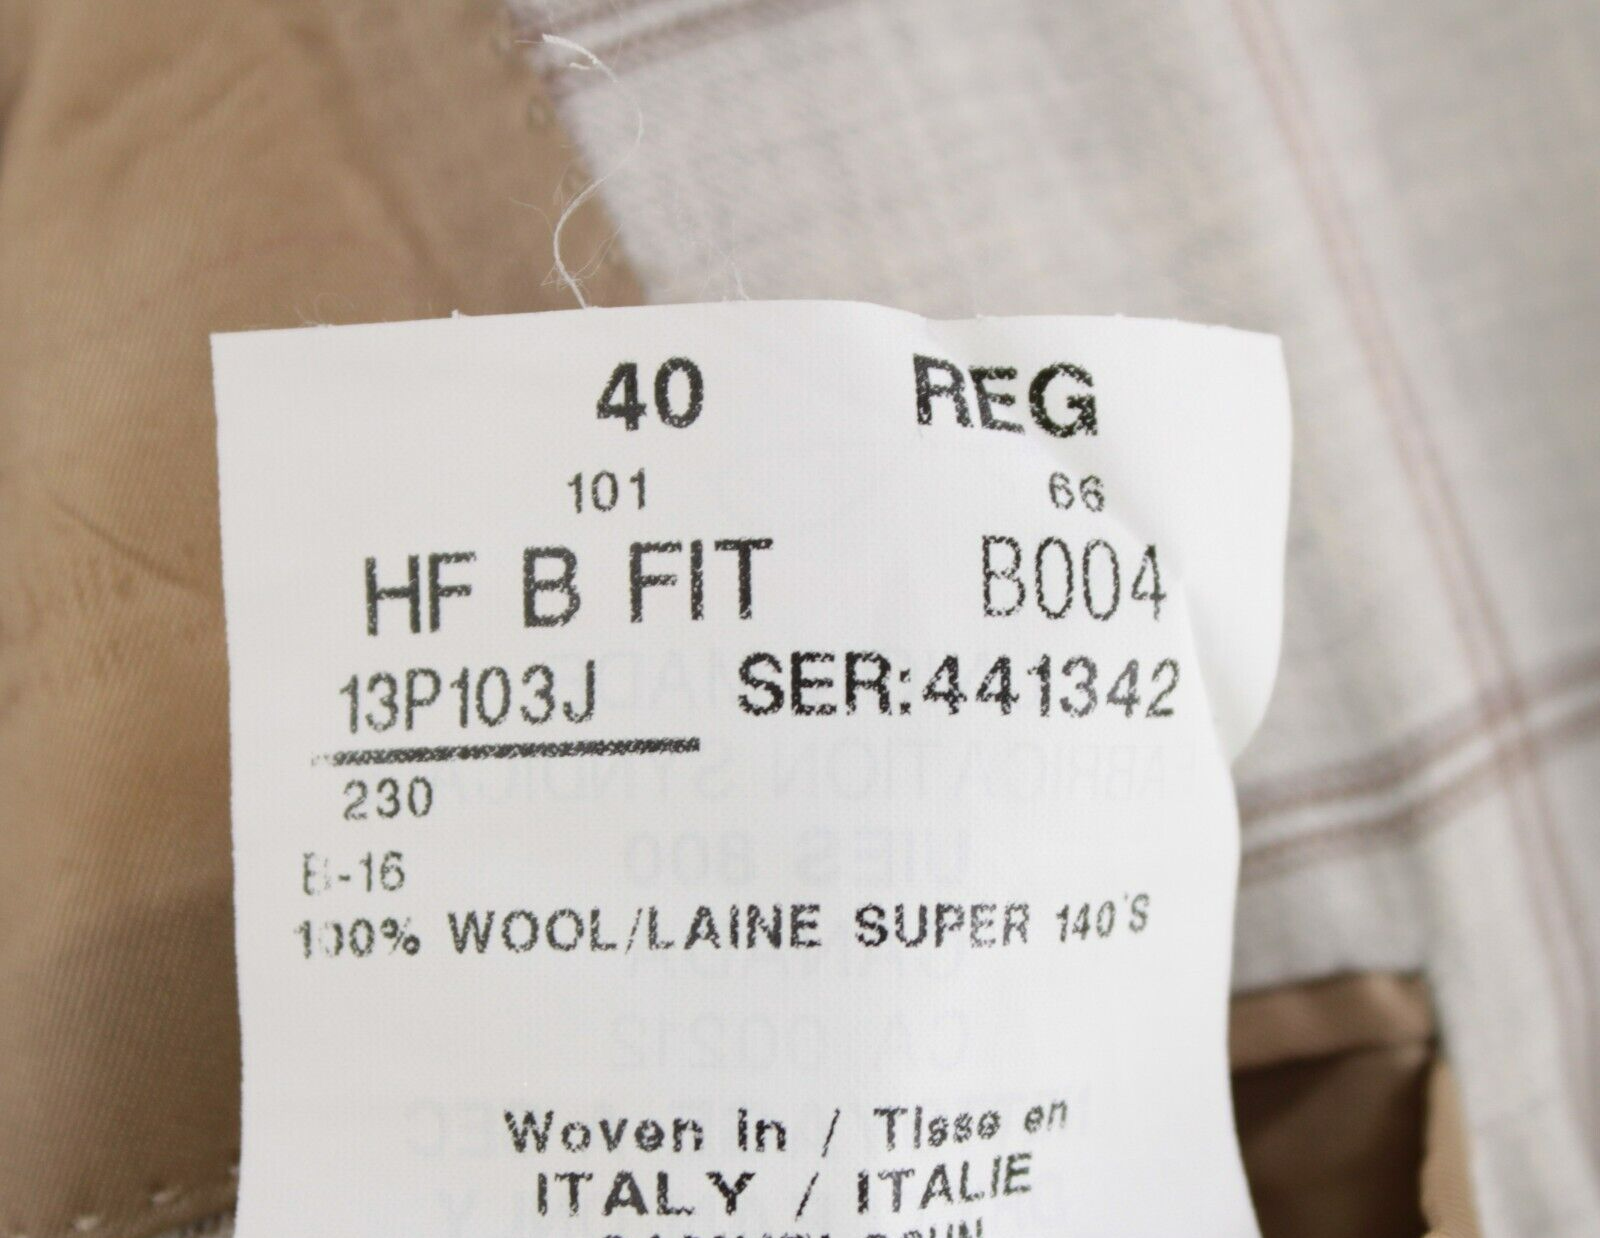 40 REG
101 66
HF B FIT B004
13P103J SER:441342
230
B-16
100% WOOL/LAINE SUPER 140'S
Woven in / Tisse en
ITALY / ITALIE